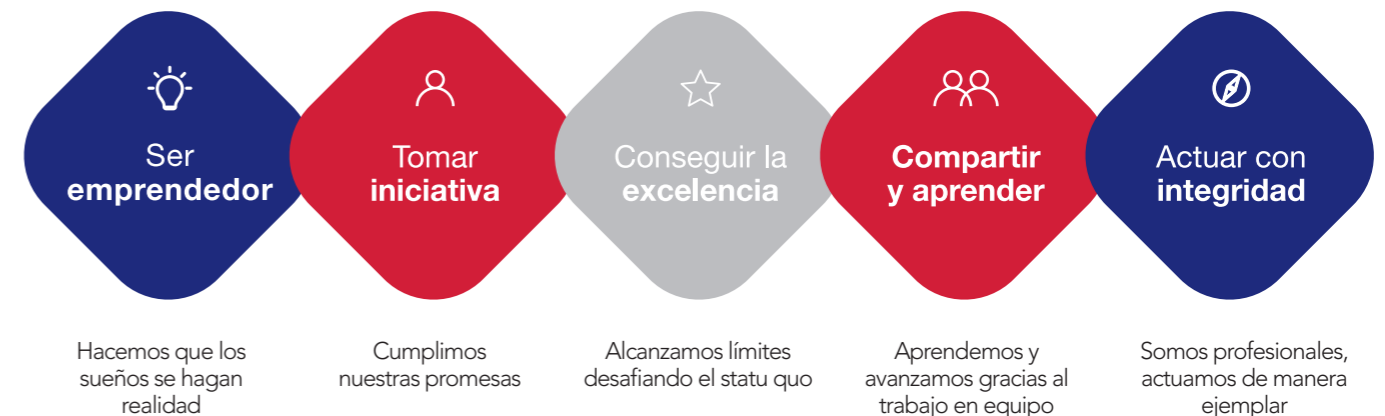 Ser
emprendedor
Tomar
iniciativa
Conseguir la
excelencia
Compartir
y aprender
Actuar con
integridad
Hacemos que los
sueños se hagan
realidad
Cumplimos
nuestras promesas
Alcanzamos límites
desafiando el statu quo
Aprendemos y
avanzamos gracias al
trabajo en equipo
Somos profesionales,
actuamos de manera
ejemplar